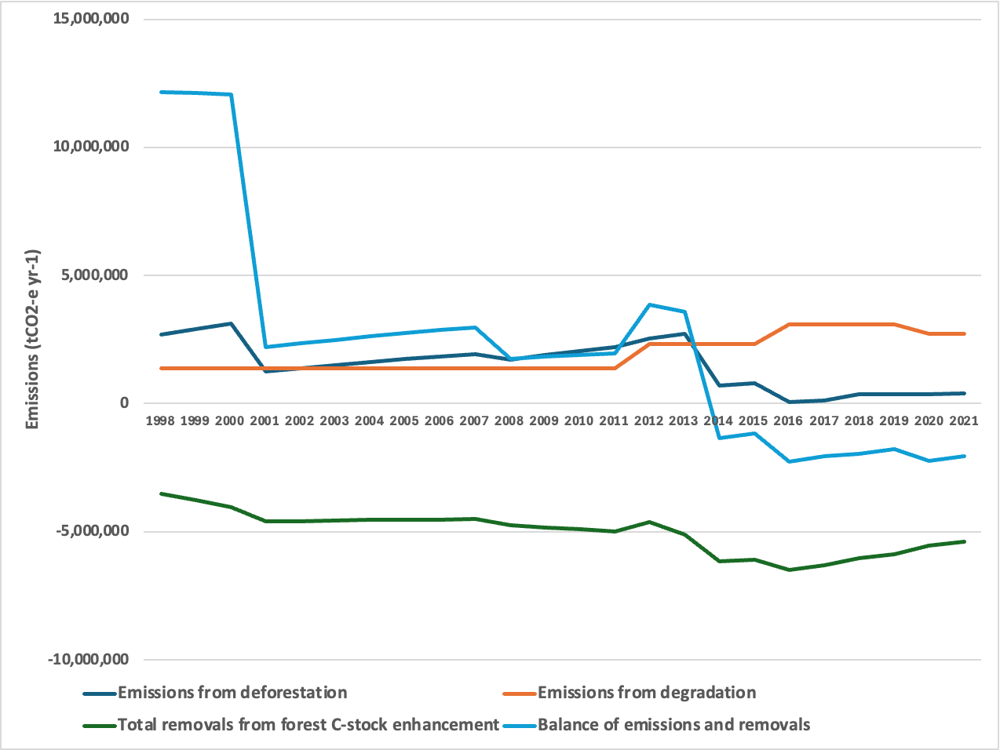 15,000,000
10,000,000
5,000,000
0
-5,000,000
-10,000,000
Emissions (tCO2-e yr-1)
1998 1999 2000 2001 2002 2003 2004 2005 2006 2007 2008 2009 2010 2011 2012 2013 2014 2015 2016 2017 2018 2019 2020 2021
Emissions from deforestation
Emissions from degradation
Total removals from forest C-stock enhancement
Balance of emissions and removals